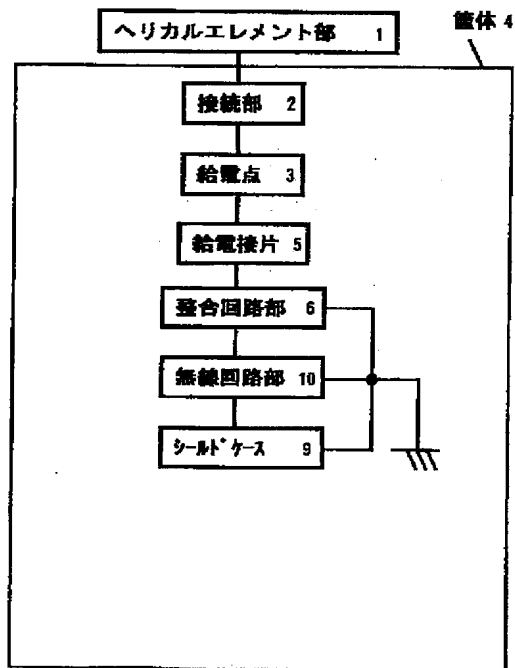 ヘリカルエレメント部 1
筐体 4
接続部 2
給電点 3
給電接片 5
整合回路部 6
無線回路部 10
シールドケース 9